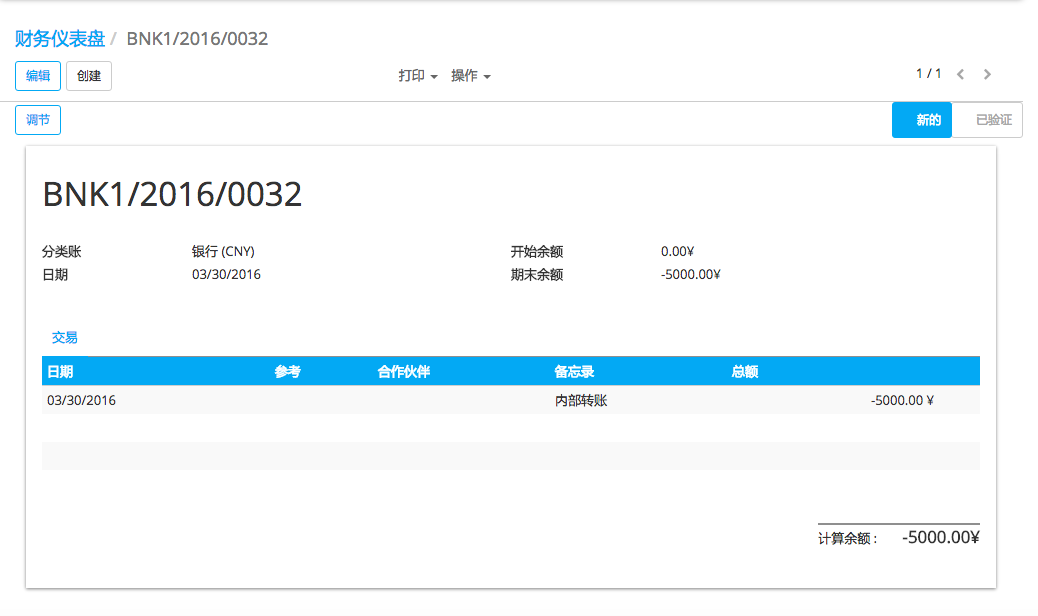 财务仪表盘 / BNK1/2016/0032
编辑 创建 打印 操作 1 / 1
调节 新的 已验证
BNK1/2016/0032
分类账 银行 (CNY) 开始余额 0.00¥
日期 03/30/2016 期末余额 -5000.00¥
交易
日期 参考 合作伙伴 备忘录 总额
03/30/2016 内部转账 -5000.00 ¥
计算余额 : -5000.00¥